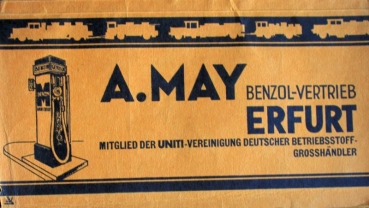 A.MAY BENZOL-VERTRIEB
ERFURT
MITGLIED DER UNITI-VEREINIGUNG DEUTSCHER BETRIEBSSTOFF-
GROSSHÄNDLER